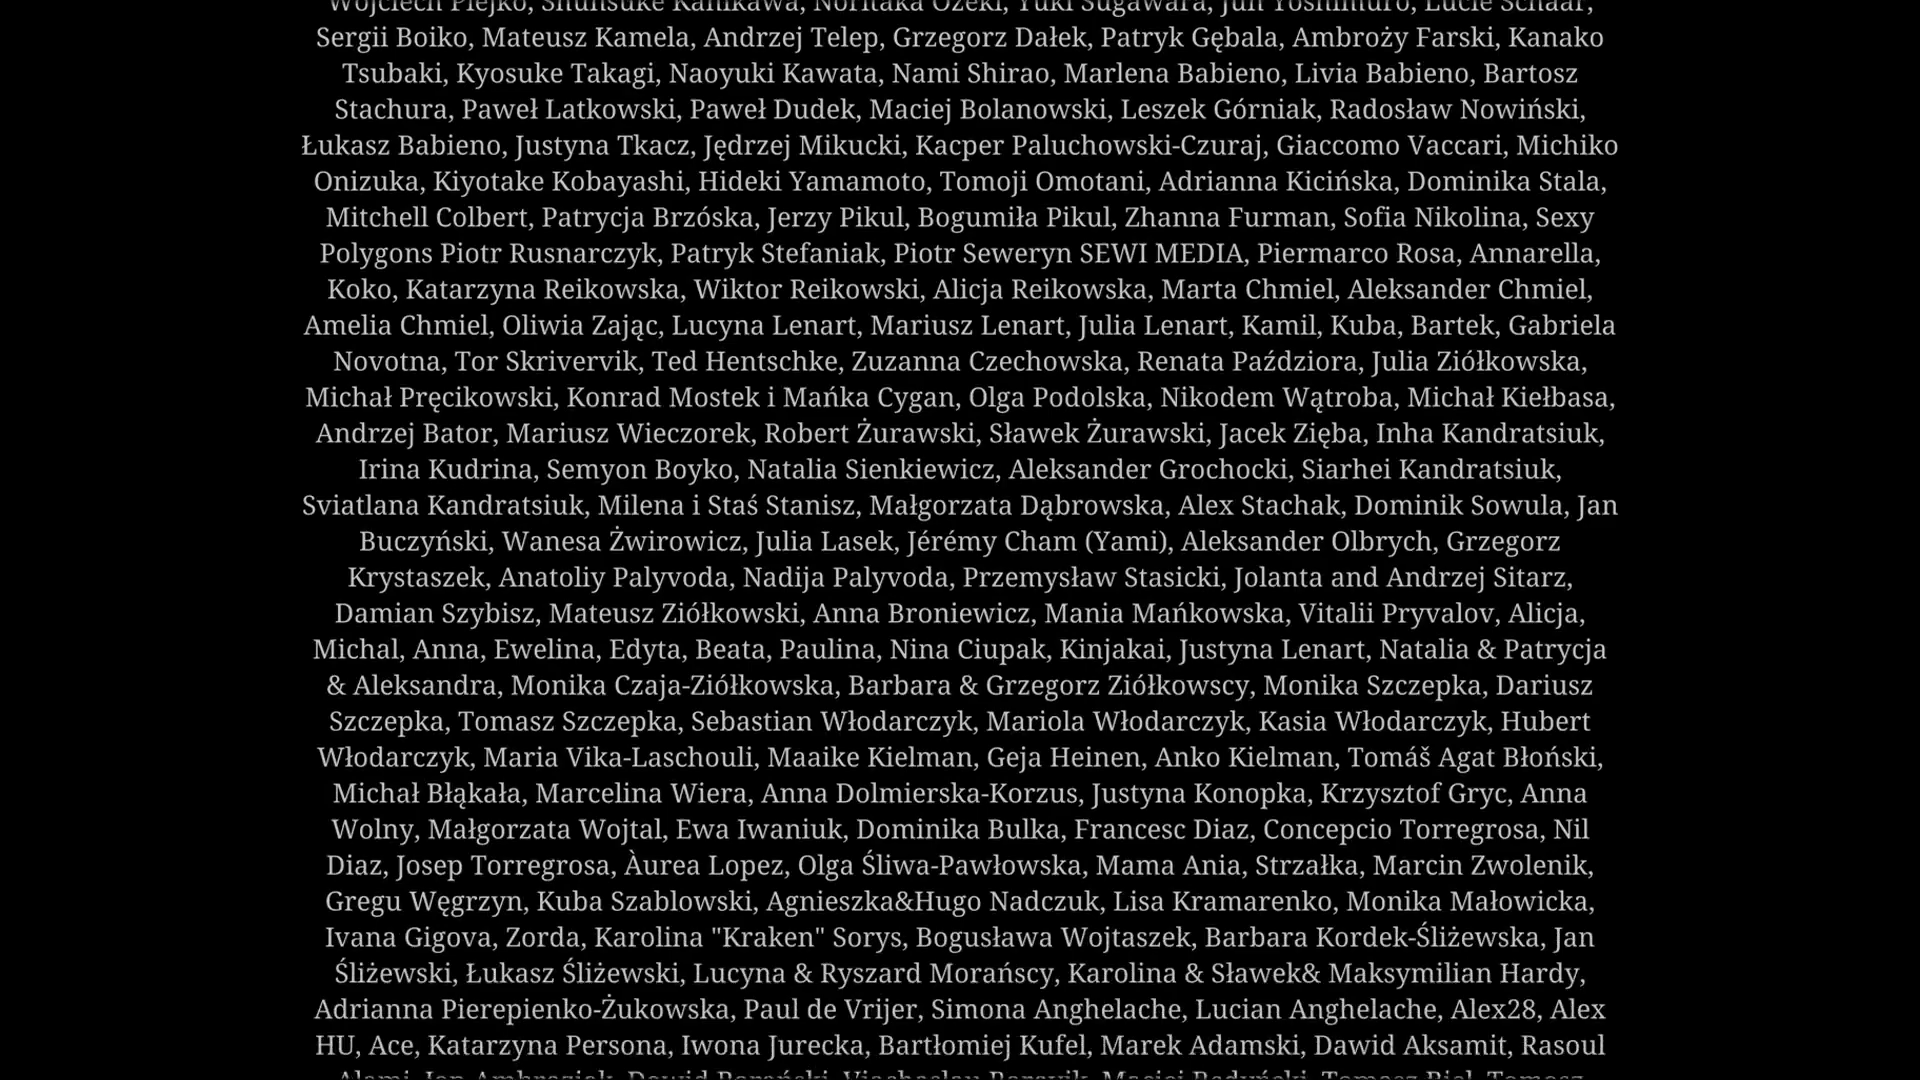 Wojciech Piejko, Shunsuke Kamikawa, Noritaka Ozeki, Yuki Sugawara, Jun Yoshimuro, Lucie Schaar,
Sergii Boiko, Mateusz Kamela, Andrzej Telep, Grzegorz Dałek, Patryk Gębala, Ambroży Farski, Kanako
Tsubaki, Kyosuke Takagi, Naoyuki Kawata, Nami Shirao, Marlena Babieno, Livia Babieno, Bartosz
Stachura, Paweł Latkowski, Paweł Dudek, Maciej Bolanowski, Leszek Górniak, Radosław Nowiński,
Łukasz Babieno, Justyna Tkacz, Jędrzej Mikucki, Kacper Paluchowski-Czuraj, Giaccomo Vaccari, Michiko
Onizuka, Kiyotake Kobayashi, Hideki Yamamoto, Tomoji Omotani, Adrianna Kicińska, Dominika Stala,
Mitchell Colbert, Patrycja Brzóska, Jerzy Pikul, Bogumiła Pikul, Zhanna Furman, Sofia Nikolina, Sexy
Polygons Piotr Rusnarczyk, Patryk Stefaniak, Piotr Seweryn SEWI MEDIA, Piermarco Rosa, Annarella,
Koko, Katarzyna Reikowska, Wiktor Reikowski, Alicja Reikowska, Marta Chmiel, Aleksander Chmiel,
Amelia Chmiel, Oliwia Zając, Lucyna Lenart, Mariusz Lenart, Julia Lenart, Kamil, Kuba, Bartek, Gabriela
Novotna, Tor Skrivervik, Ted Hentschke, Zuzanna Czechowska, Renata Paździora, Julia Ziółkowska,
Michał Pręcikowski, Konrad Mostek i Mańka Cygan, Olga Podolska, Nikodem Wątroba, Michał Kiełbasa,
Andrzej Bator, Mariusz Wieczorek, Robert Żurawski, Sławek Żurawski, Jacek Zięba, Inha Kandratsiuk,
Irina Kudrina, Semyon Boyko, Natalia Sienkiewicz, Aleksander Grochocki, Siarhei Kandratsiuk,
Sviatlana Kandratsiuk, Milena i Staś Stanisz, Małgorzata Dąbrowska, Alex Stachak, Dominik Sowula, Jan
Buczyński, Wanesa Żwirowicz, Julia Lasek, Jérémy Cham (Yami), Aleksander Olbrych, Grzegorz
Krystaszek, Anatoliy Palyvoda, Nadija Palyvoda, Przemysław Stasicki, Jolanta and Andrzej Sitarz,
Damian Szybisz, Mateusz Ziółkowski, Anna Broniewicz, Mania Mańkowska, Vitalii Pryvalov, Alicja,
Michal, Anna, Ewelina, Edyta, Beata, Paulina, Nina Ciupak, Kinjakai, Justyna Lenart, Natalia & Patrycja
& Aleksandra, Monika Czaja-Ziółkowska, Barbara & Grzegorz Ziółkowscy, Monika Szczepka, Dariusz
Szczepka, Tomasz Szczepka, Sebastian Włodarczyk, Mariola Włodarczyk, Kasia Włodarczyk, Hubert
Włodarczyk, Maria Vika-Laschouli, Maaike Kielman, Geja Heinen, Anko Kielman, Tomáš Agat Błoński,
Michał Błąkała, Marcelina Wiera, Anna Dolmierska-Korzus, Justyna Konopka, Krzysztof Gryc, Anna
Wolny, Małgorzata Wojtal, Ewa Iwaniuk, Dominika Bulka, Francesc Diaz, Concepcio Torregrosa, Nil
Diaz, Josep Torregrosa, Àurea Lopez, Olga Śliwa-Pawłowska, Mama Ania, Strzałka, Marcin Zwolenik,
Gregu Węgrzyn, Kuba Szablowski, Agnieszka&Hugo Nadczuk, Lisa Kramarenko, Monika Małowicka,
Ivana Gigova, Zorda, Karolina "Kraken" Sorys, Bogusława Wojtaszek, Barbara Kordek-Śliżewska, Jan
Śliżewski, Łukasz Śliżewski, Lucyna & Ryszard Morańscy, Karolina & Sławek& Maksymilian Hardy,
Adrianna Pierepienko-Żukowska, Paul de Vrijer, Simona Anghelache, Lucian Anghelache, Alex28, Alex
HU, Ace, Katarzyna Persona, Iwona Jurecka, Bartłomiej Kufel, Marek Adamski, Dawid Aksamit, Rasoul